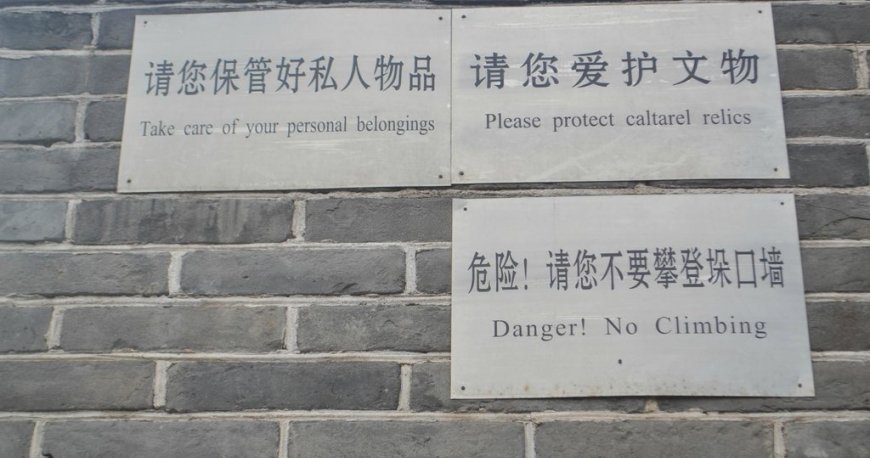 请您保管好私人物品
Take care of your personal belongings
请您爱护文物
Please protect caltarel relics
危险！请您不要攀登垛口墙
Danger! No Climbing